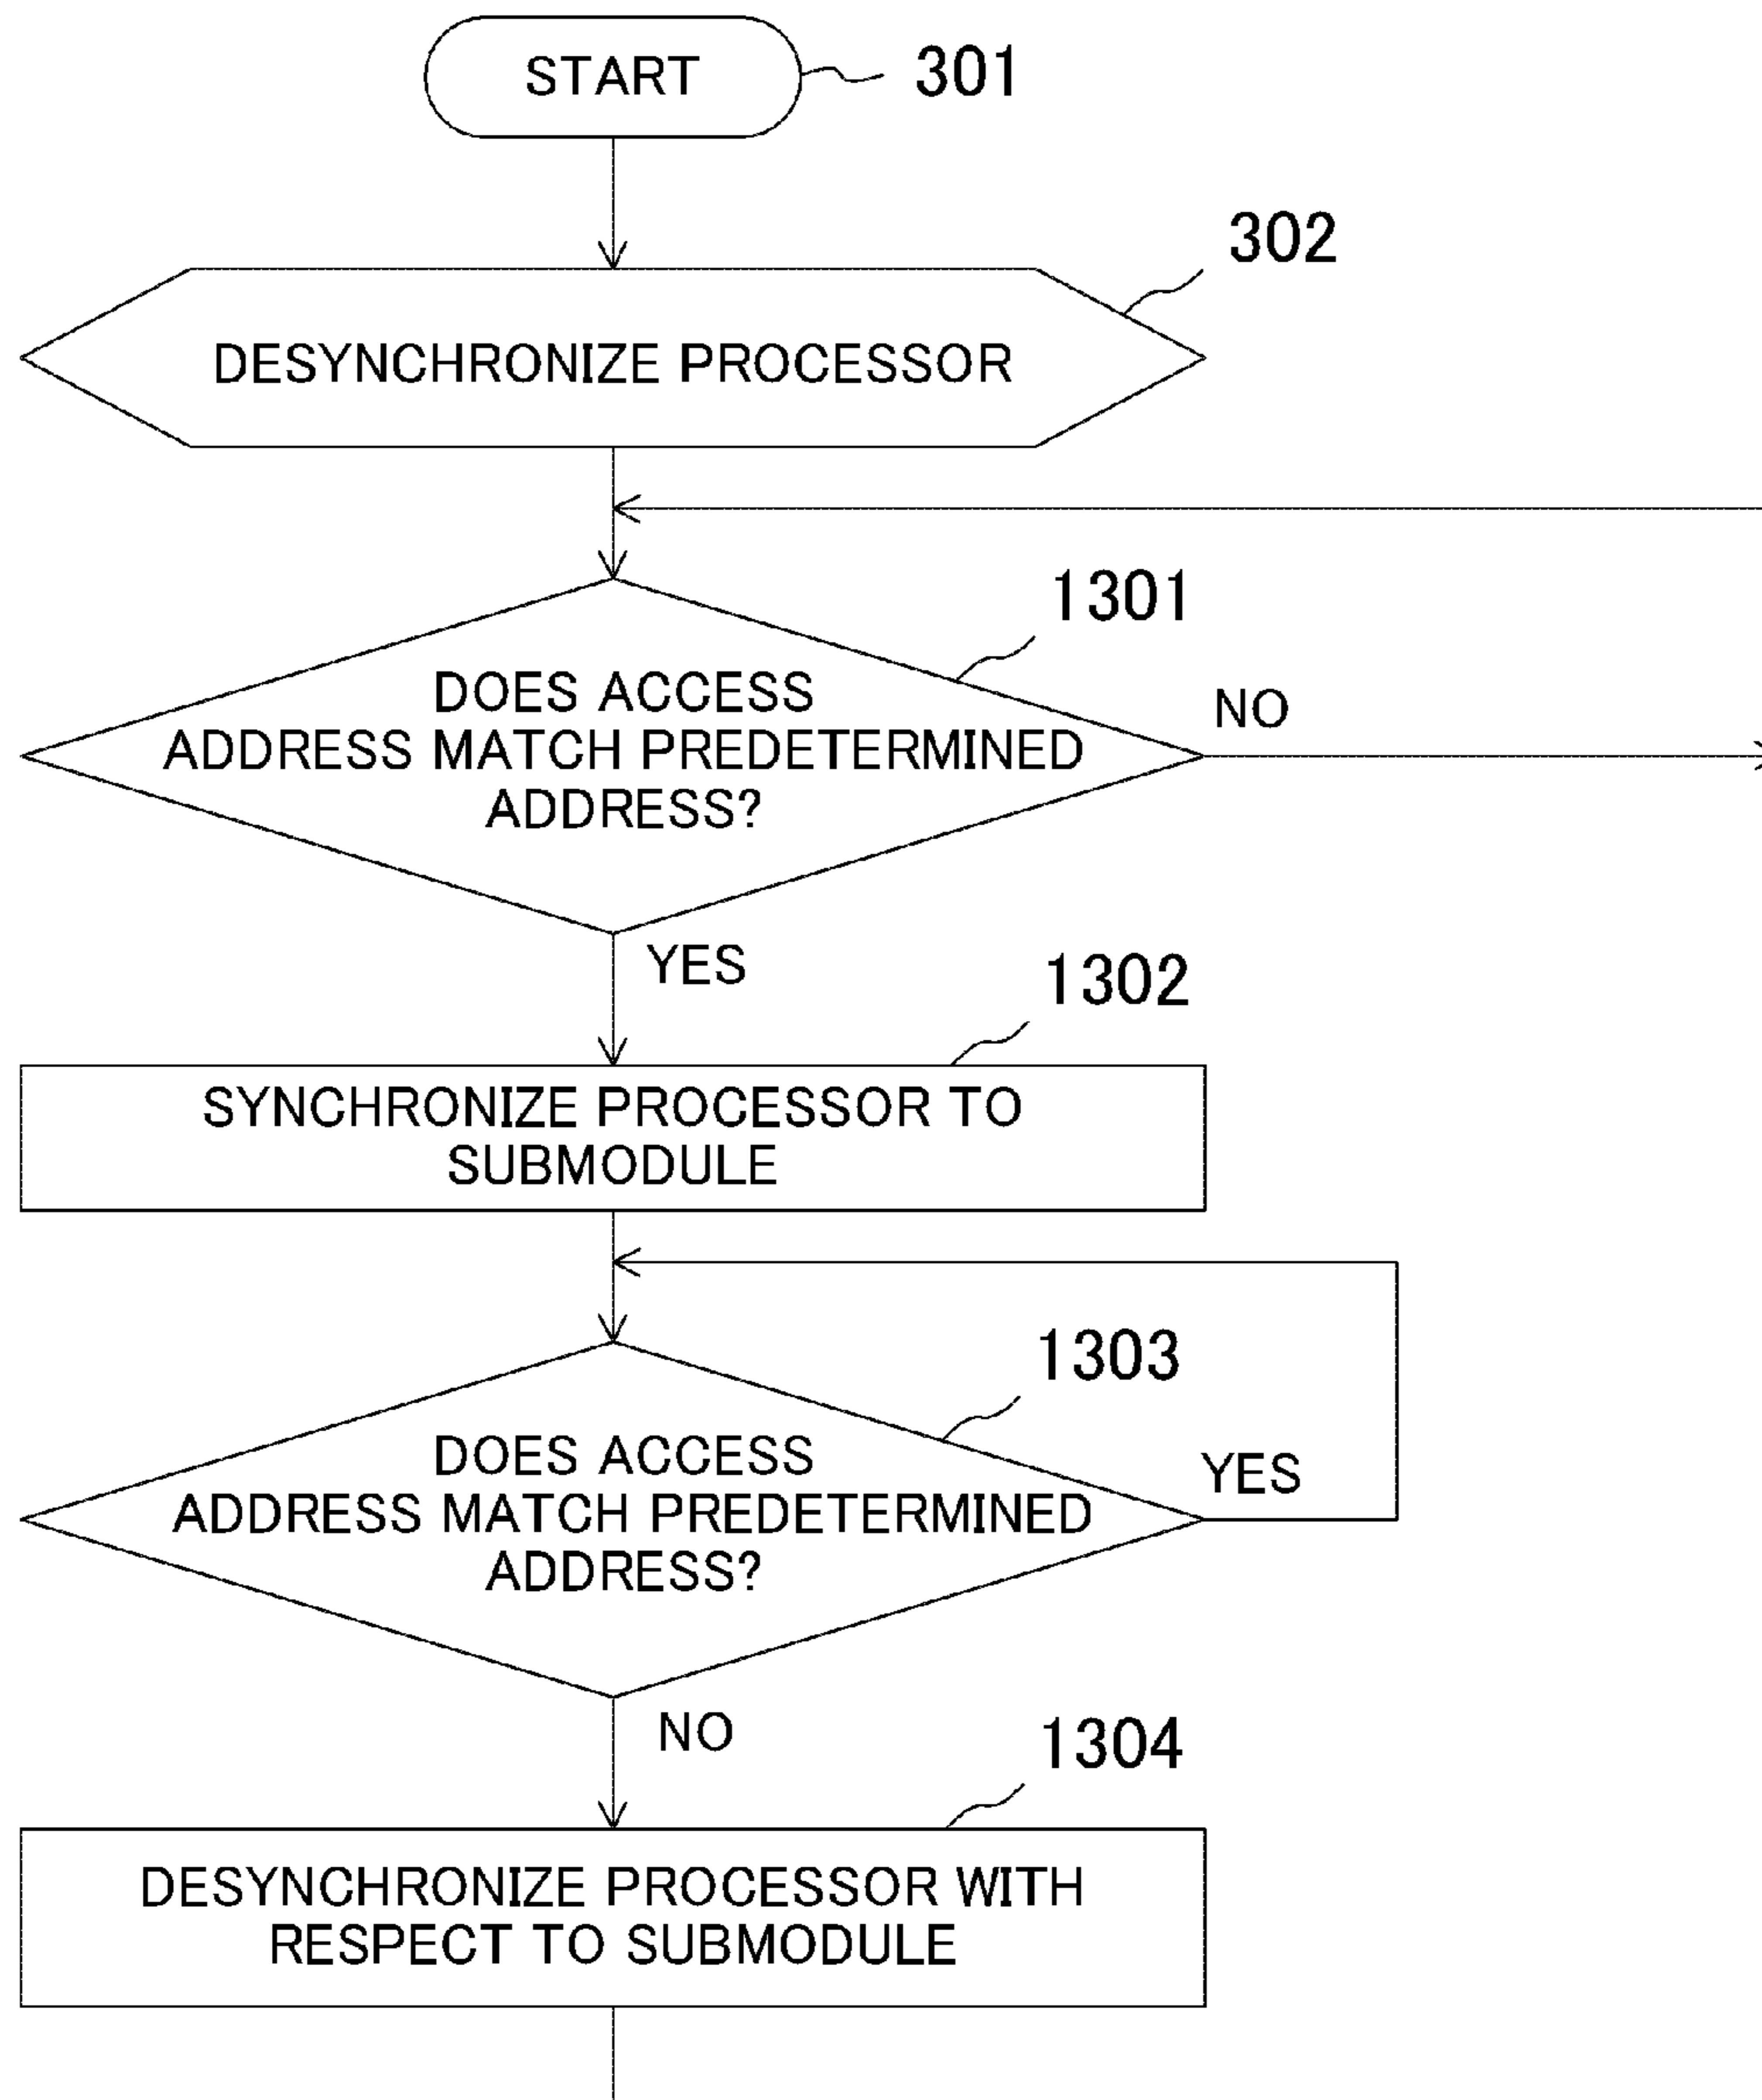 START
301
302
DESYNCHRONIZE PROCESSOR
1301
DOES ACCESS
ADDRESS MATCH PREDETERMINED
ADDRESS?
NO
YES
1302
SYNCHRONIZE PROCESSOR TO
SUBMODULE
1303
DOES ACCESS
ADDRESS MATCH PREDETERMINED
ADDRESS?
YES
NO
1304
DESYNCHRONIZE PROCESSOR WITH
RESPECT TO SUBMODULE